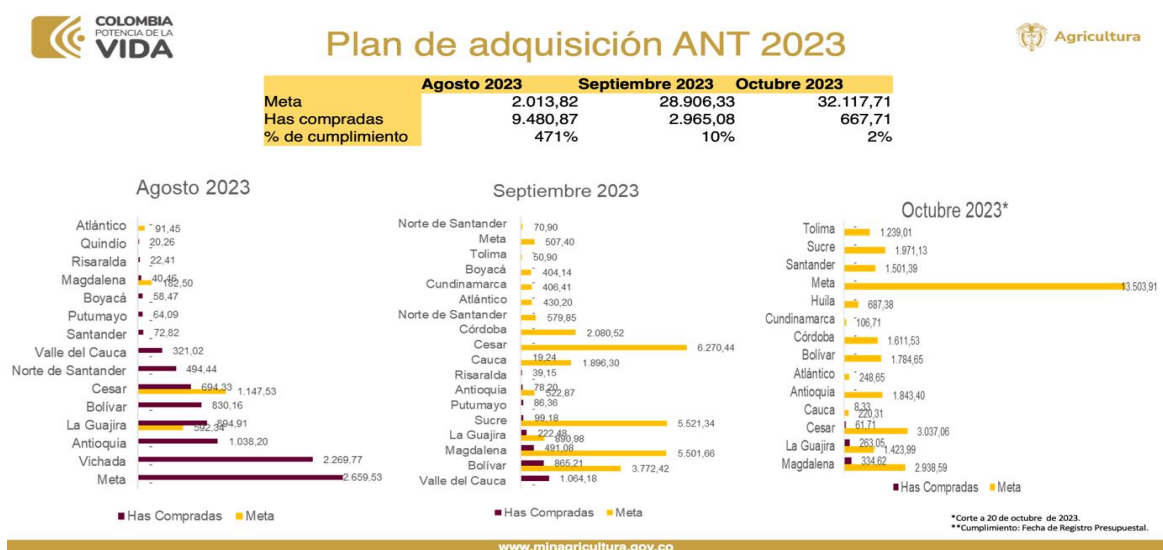 COLOMBIA
POTENCIA DE LA
VIDA
Plan de adquisición ANT 2023
Agricultura
Agosto 2023 Septiembre 2023 Octubre 2023
Meta 2.013,82 28.906,33 32.117,71
Has compradas 9.480,87 2.965,08 667,71
% de cumplimiento 471% 10% 2%
Agosto 2023
Atlántico - 91,45
Quindío 20,26 -
Risaralda 22,41 -
Magdalena 40,46 182,50
Boyacá 58,47 -
Putumayo 64,09 -
Santander 72,82 -
Valle del Cauca 321,02 -
Norte de Santander 494,44 -
Cesar 694,33 1.147,53
Bolívar 830,16 -
La Guajira 894,91 592,34
Antioquia 1.038,20 -
Vichada 2.269,77 -
Meta 2.659,53 -
Has Compradas Meta
Septiembre 2023
Norte de Santander - 70,90
Meta - 507,40
Tolima - 50,90
Boyacá - 404,14
Cundinamarca - 406,41
Atlántico - 430,20
Norte de Santander - 579,85
Córdoba - 2.080,52
Cesar - 6.270,44
Cauca 19,24 1.896,30
Risaralda 39,15 -
Antioquia 78,20 522,87
Putumayo 86,36 -
Sucre 99,18 5.521,34
La Guajira 222,48 890,98
Magdalena 491,08 5.501,66
Bolívar 865,21 3.772,42
Valle del Cauca 1.064,18 -
Has Compradas Meta
Octubre 2023*
Tolima - 1.239,01
Sucre - 1.971,13
Santander - 1.501,39
Meta - 13.503,91
Huila - 687,38
Cundinamarca - 106,71
Córdoba - 1.611,53
Bolívar - 1.784,65
Atlántico - 248,65
Antioquia - 1.843,40
Cauca 8,33 220,31
Cesar 61,71 3.037,06
La Guajira 263,05 1.423,99
Magdalena 334,62 2.938,59
Has Compradas Meta
*Corte a 20 de octubre de 2023.
**Cumplimiento: Fecha de Registro Presupuestal.
www.minagricultura.gov.co